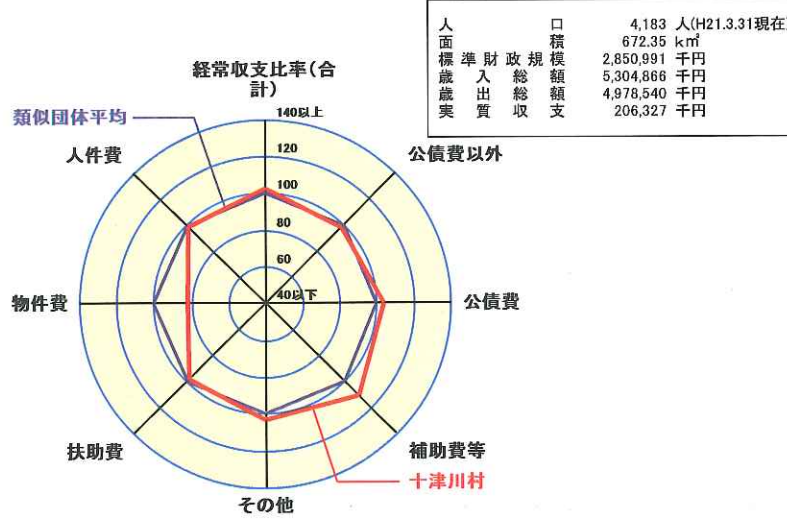 人口 4,183 人(H21.3.31現在)
面積 672.35 k㎡
標準財政規模 2,850,991 千円
歳入総額 5,304,866 千円
歳出総額 4,978,540 千円
実質収支 206,327 千円
経常収支比率(合
計)
類似団体平均
人件費
公債費以外
140以上
120
100
80
60
40以下
物件費
公債費
扶助費
補助費等
十津川村
その他